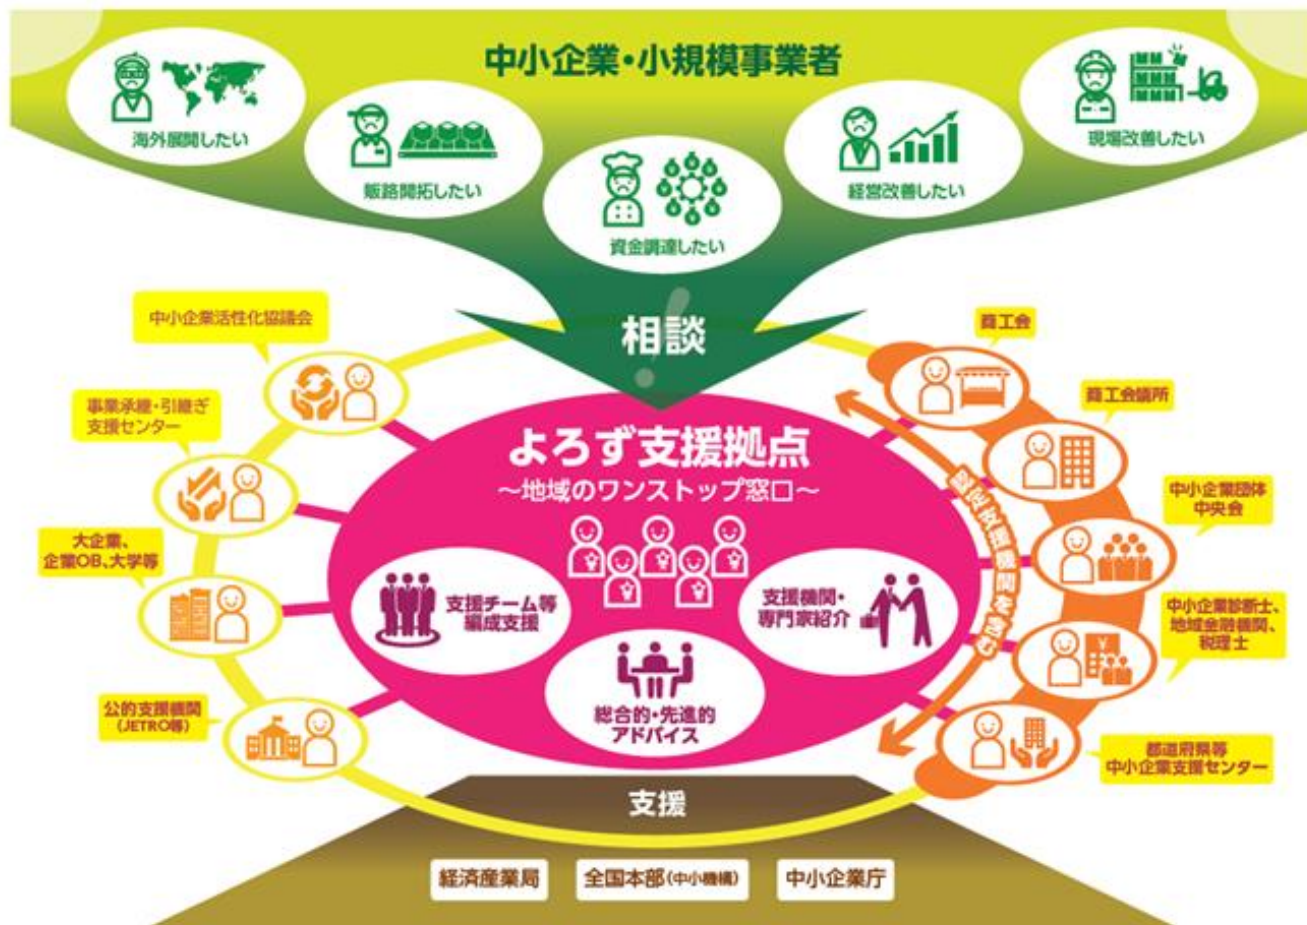 中小企業・小規模事業者
海外展開したい
販路開拓したい
資金調達したい
経営改善したい
現場改善したい
相談
中小企業活性化協議会
事業承継・引継ぎ
支援センター
大企業、
企業OB、大学等
公的支援機関
(JETRO等)
よろず支援拠点
～地域のワンストップ窓口～
支援チーム等
編成支援
総合的・先進的
アドバイス
支援機関・
専門家紹介
認定支援機関を含む
商工会
商工会議所
中小企業団体
中央会
中小企業診断士、
地域金融機関、
税理士
都道府県等
中小企業支援センター
支援
経済産業局
全国本部(中小機構)
中小企業庁